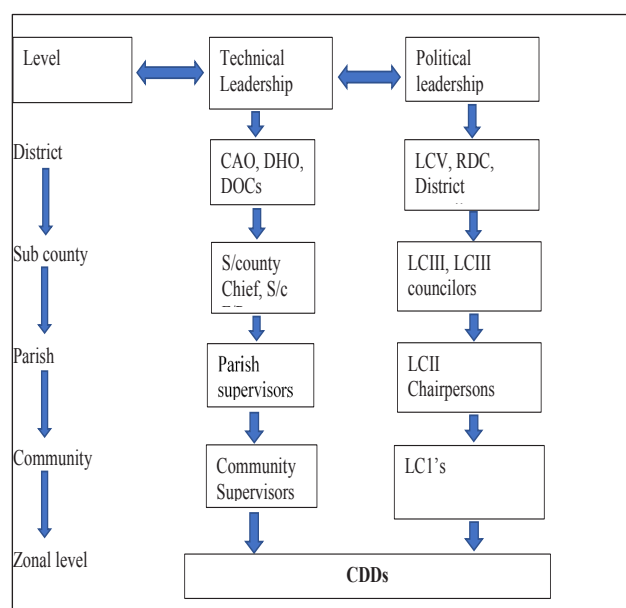 Level
Technical
Leadership
Political
leadership
District
CAO, DHO,
DOCs
LCV, RDC,
District
Sub county
S/county
Chief, S/c
LCIII, LCIII
councilors
Parish
Parish
supervisors
LCII
Chairpersons
Community
Community
Supervisors
LC1’s
Zonal level
CDDs